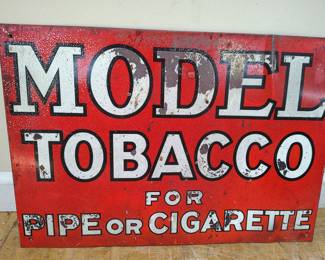 MODEL
TOBACCO
FOR
PIPE OR CIGARETTE